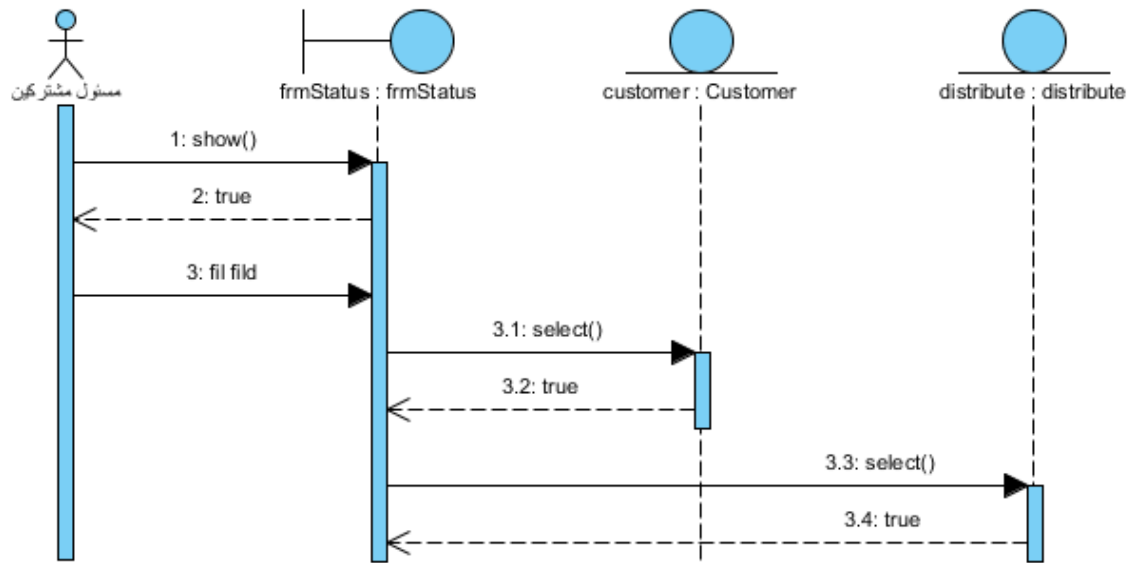 مسئول مشترکین
frmStatus : frmStatus
customer : Customer
distribute : distribute
1: show()
2: true
3: fil fild
3.1: select()
3.2: true
3.3: select()
3.4: true